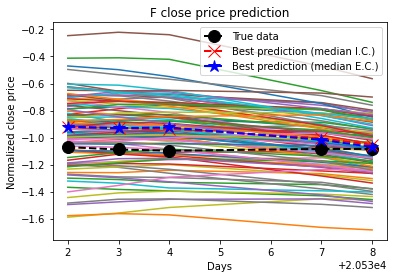 F close price prediction
True data
Best prediction (median I.C.)
Best prediction (median E.C.)
Normalized close price
−0.2
−0.4
−0.6
−0.8
−1.0
−1.2
−1.4
−1.6
2 3 4 5 6 7 8
Days
+2.053e4